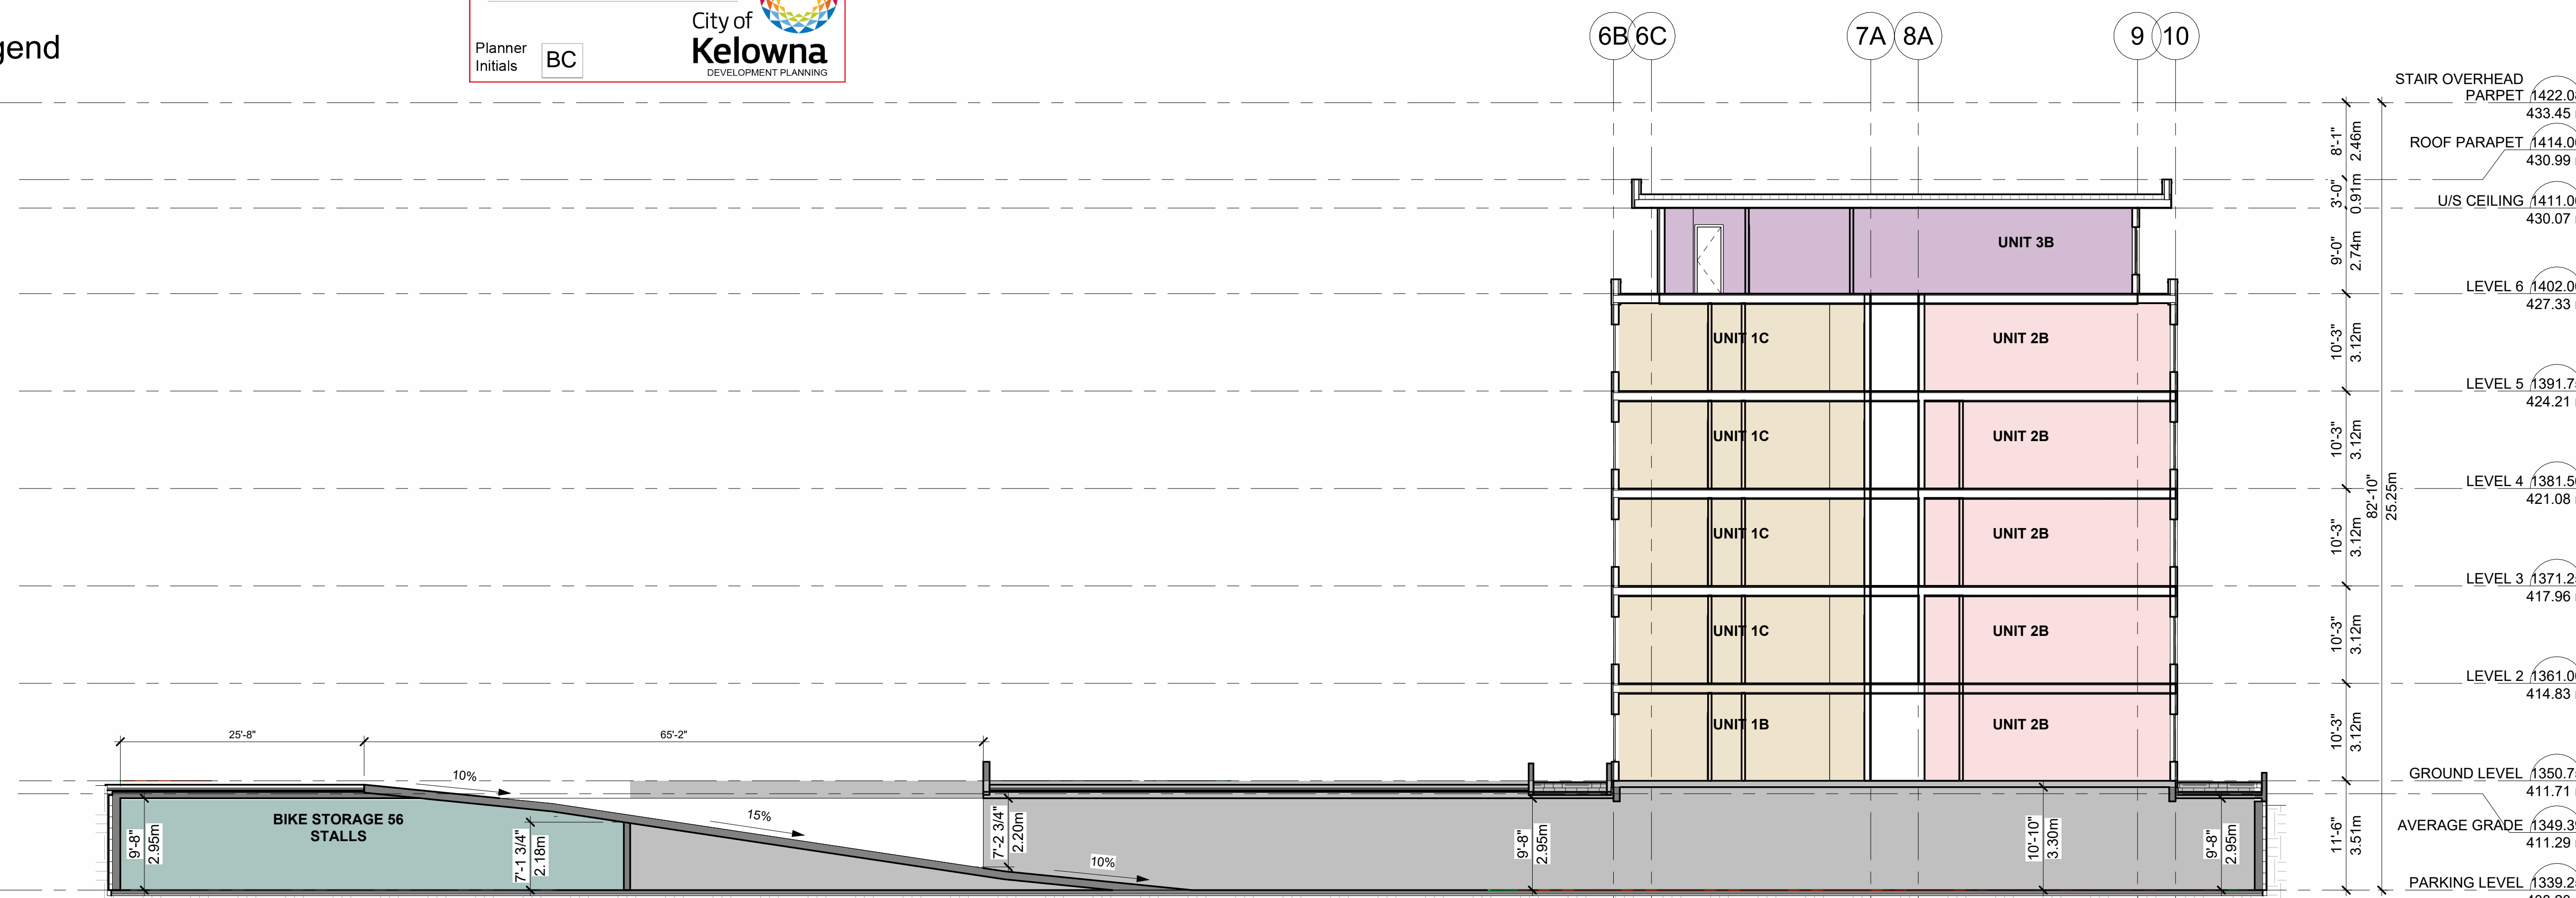 gend
Planner
Initials
BC
City of
Kelowna
DEVELOPMENT PLANNING
6B
6C
7A
8A
9
10
STAIR OVERHEAD
PARPET
433.45
ROOF PARAPET
430.99
U/S CEILING
430.07
LEVEL 6
427.33
LEVEL 5
424.21
LEVEL 4
421.08
LEVEL 3
417.96
LEVEL 2
414.83
GROUND LEVEL
411.71
AVERAGE GRADE
411.29
PARKING LEVEL
8'-1"
2.46m
3'-0"
0.91m
9'-0"
2.74m
10'-3"
3.12m
10'-3"
3.12m
10'-3"
3.12m
10'-3"
3.12m
10'-3"
3.12m
11'-6"
3.51m
82'-10"
25.25m
UNIT 3B
UNIT 1C
UNIT 2B
UNIT 1C
UNIT 2B
UNIT 1C
UNIT 2B
UNIT 1C
UNIT 2B
UNIT 1B
UNIT 2B
25'-8"
65'-2"
10%
15%
10%
BIKE STORAGE 56
STALLS
9'-8"
2.95m
7'-1 3/4"
2.18m
7'-2 3/4"
2.20m
9'-8"
2.95m
10'-10"
3.30m
9'-8"
2.95m